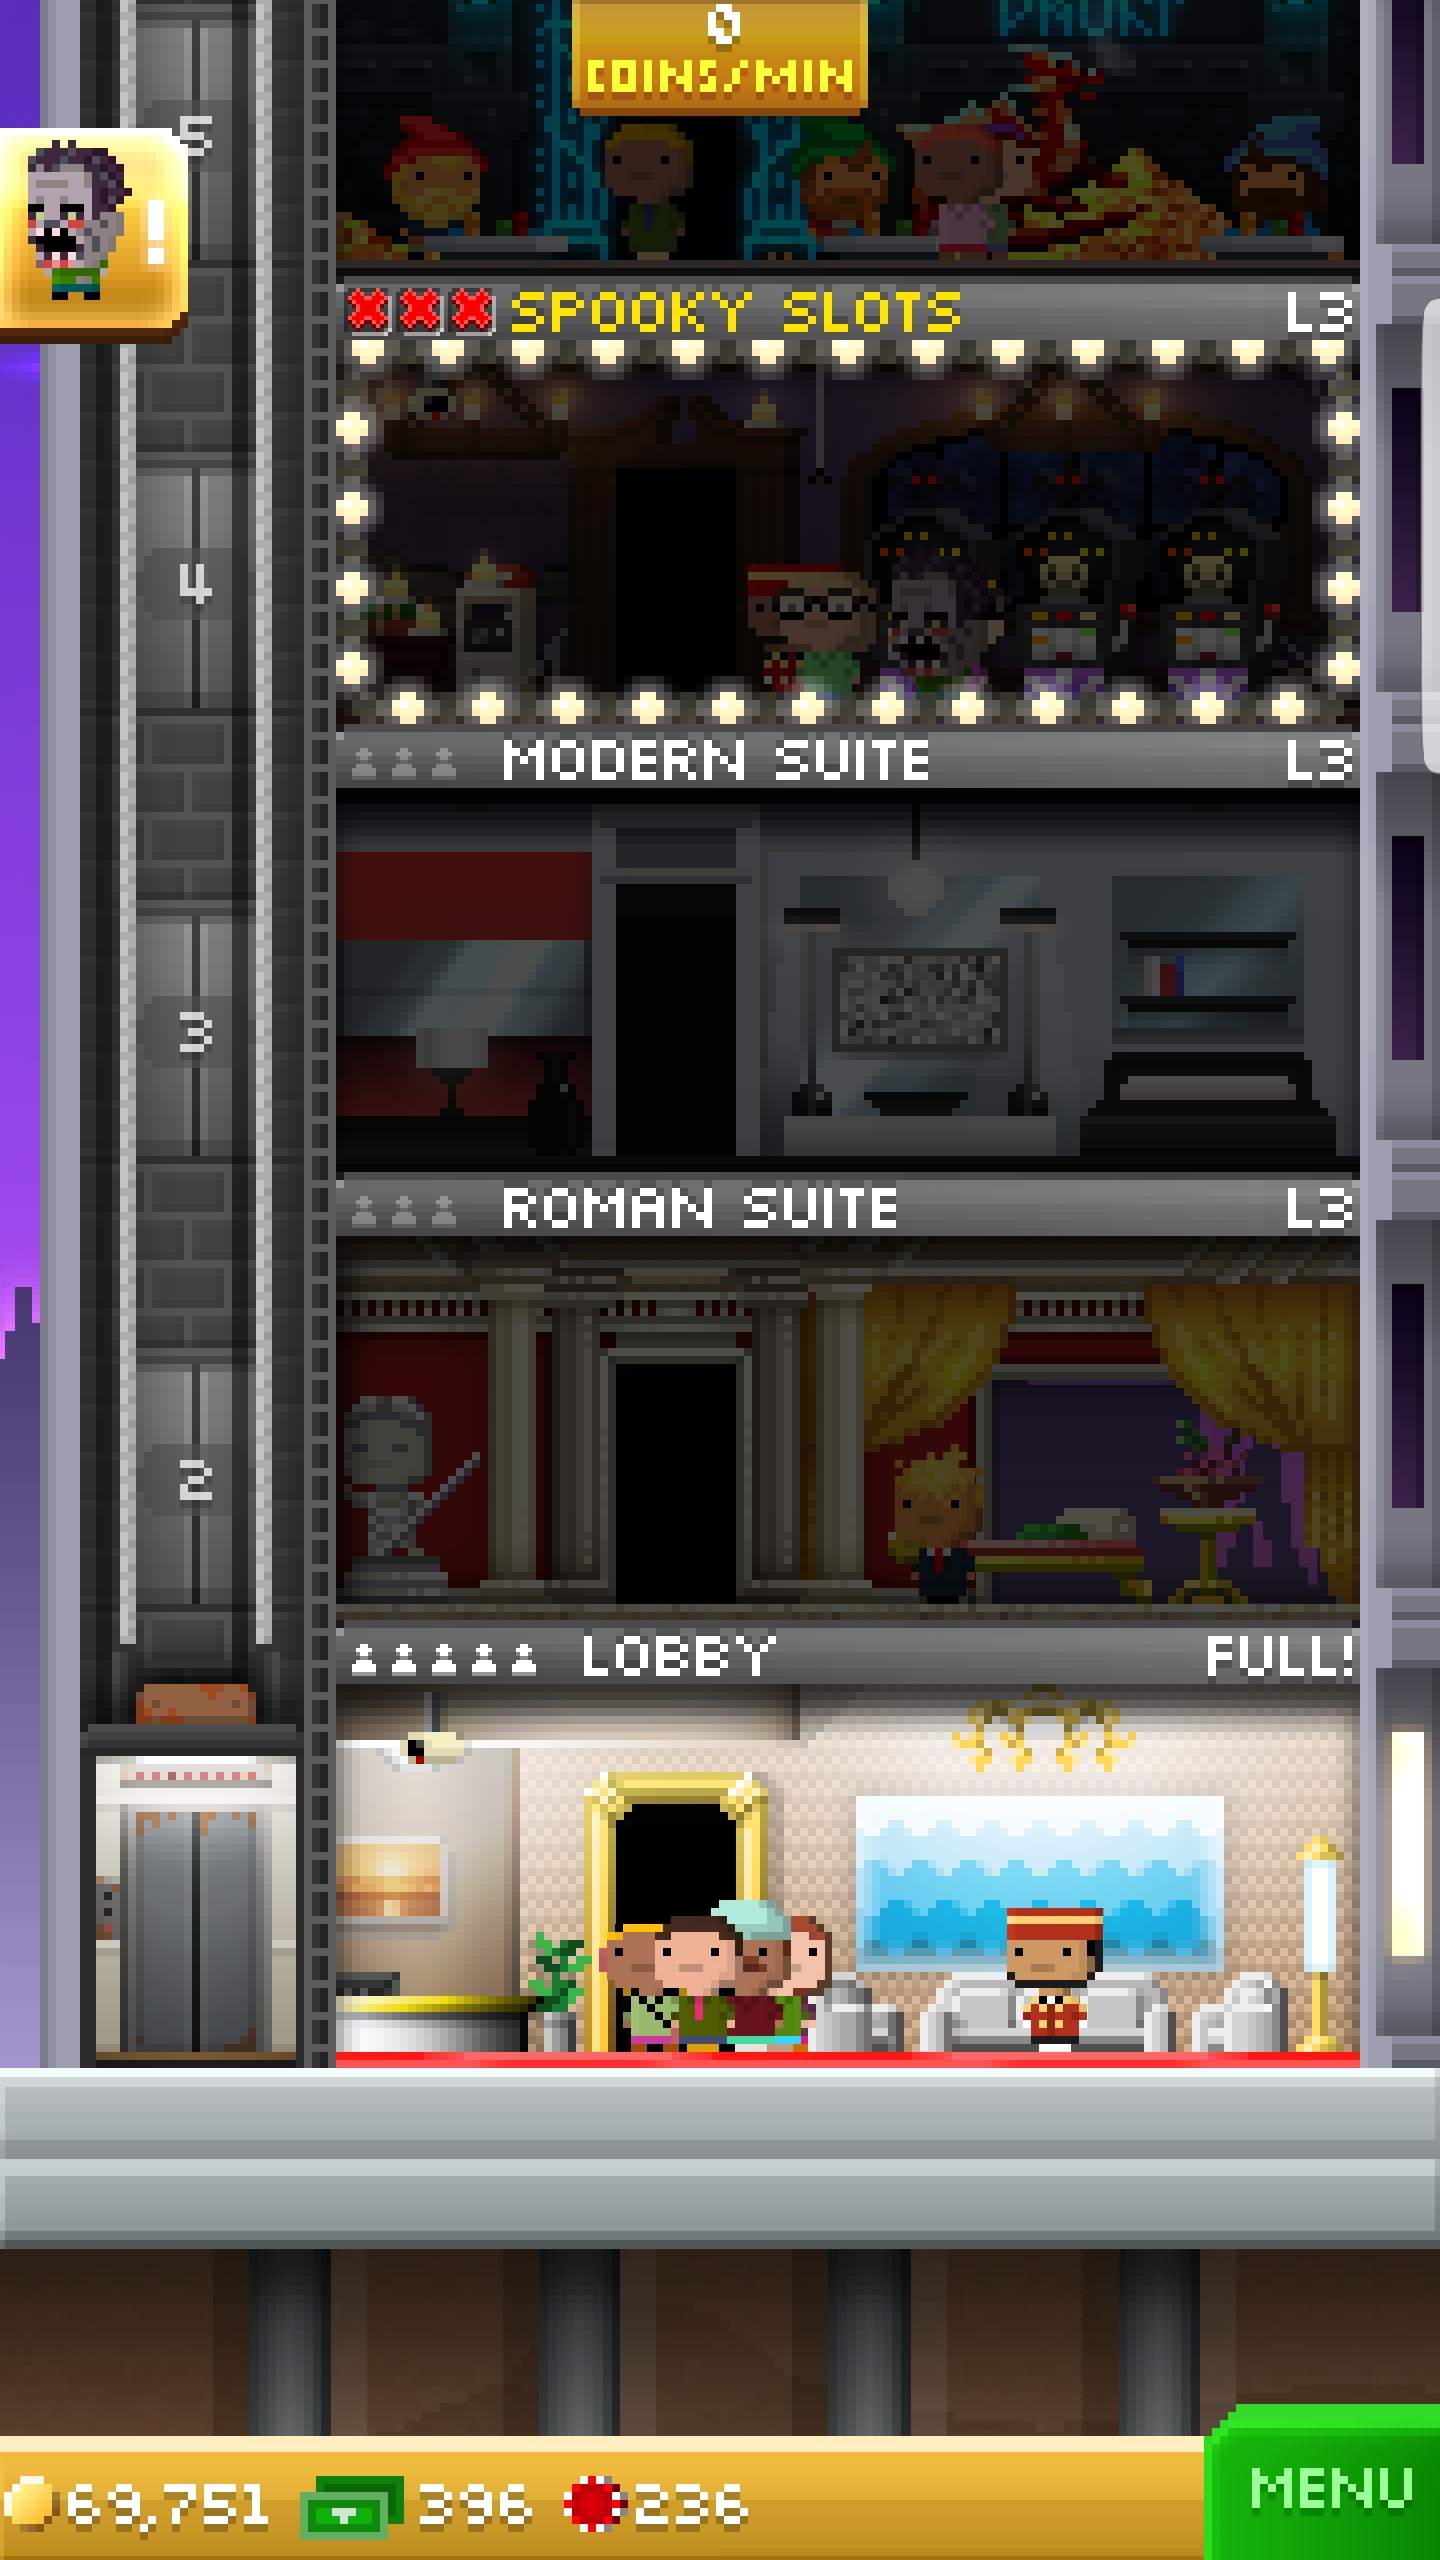 0
COINS/MIN
5
!
SPOOKY SLOTS L3
4
MODERN SUITE L3
3
ROMAN SUITE L3
2
LOBBY FULL!
69,751 396 236
MENU